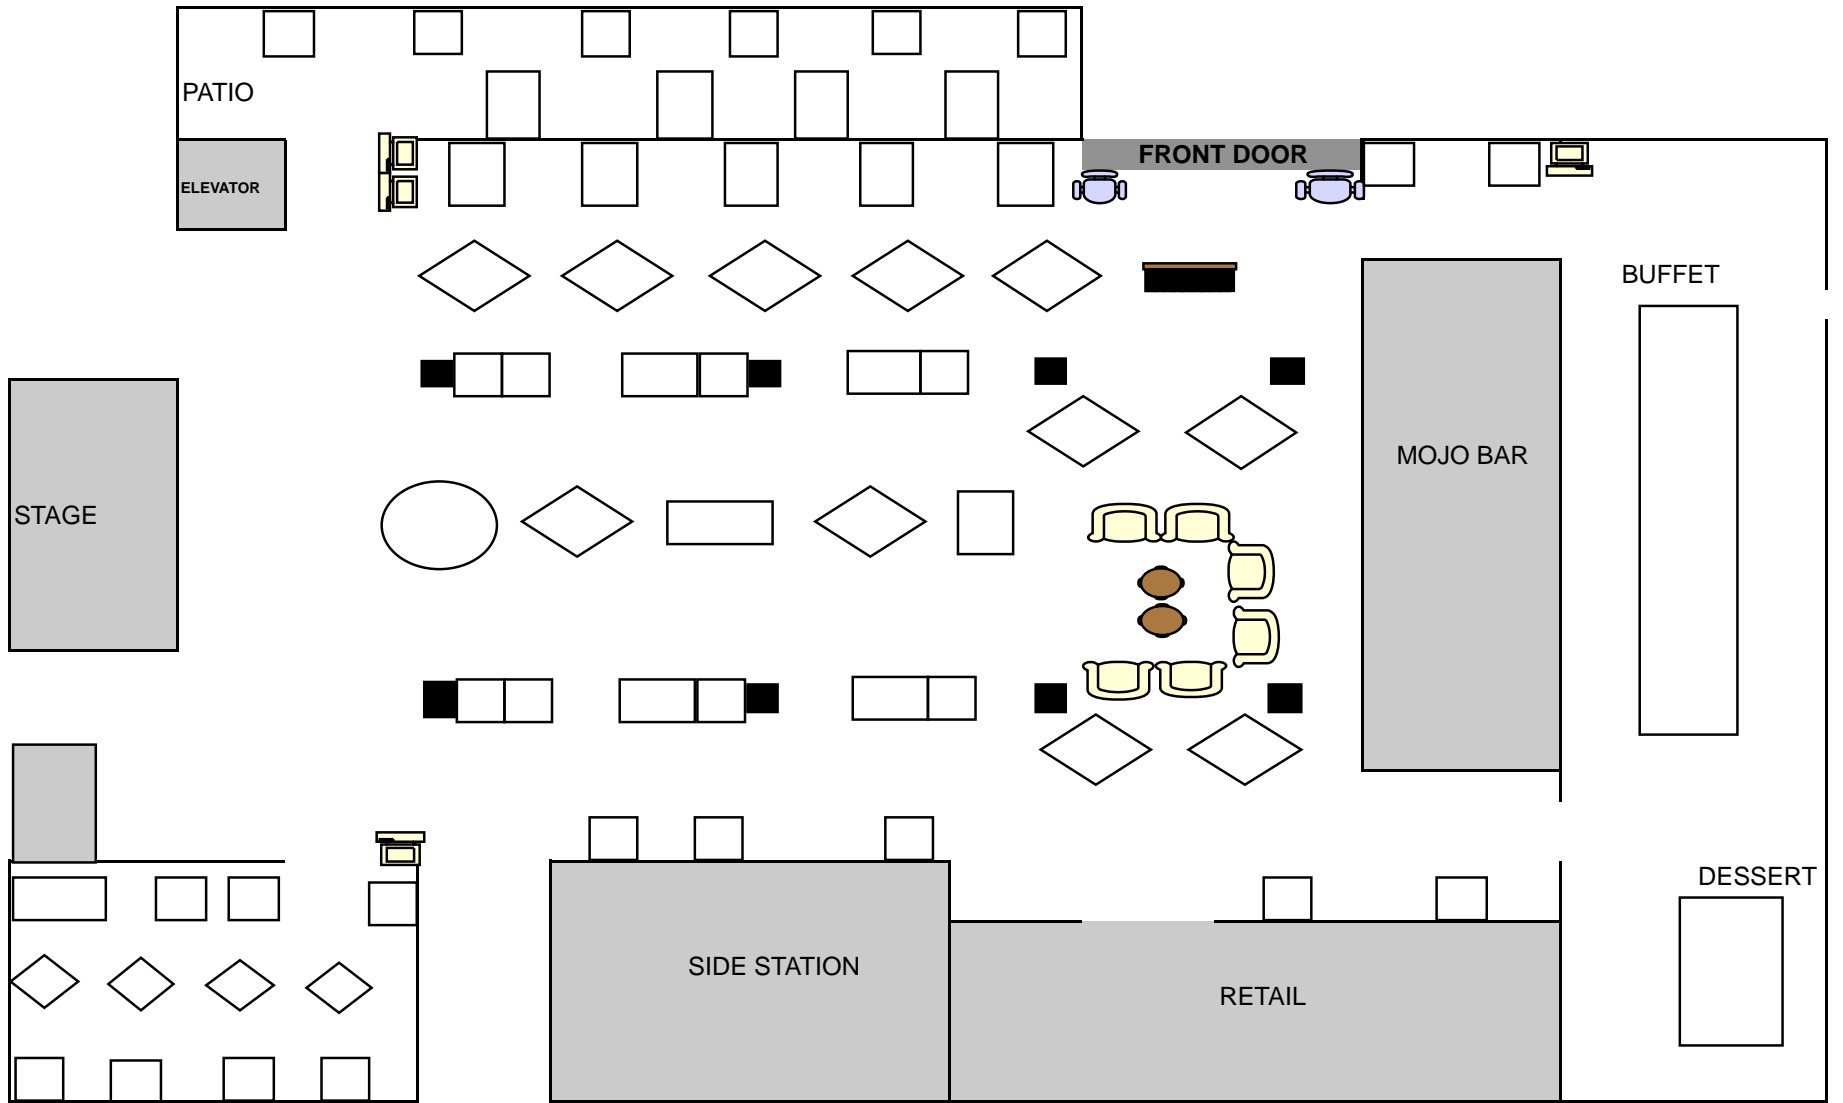 PATIO
FRONT DOOR
ELEVATOR
BUFFET
MOJO BAR
STAGE
DESSERT
SIDE STATION
RETAIL